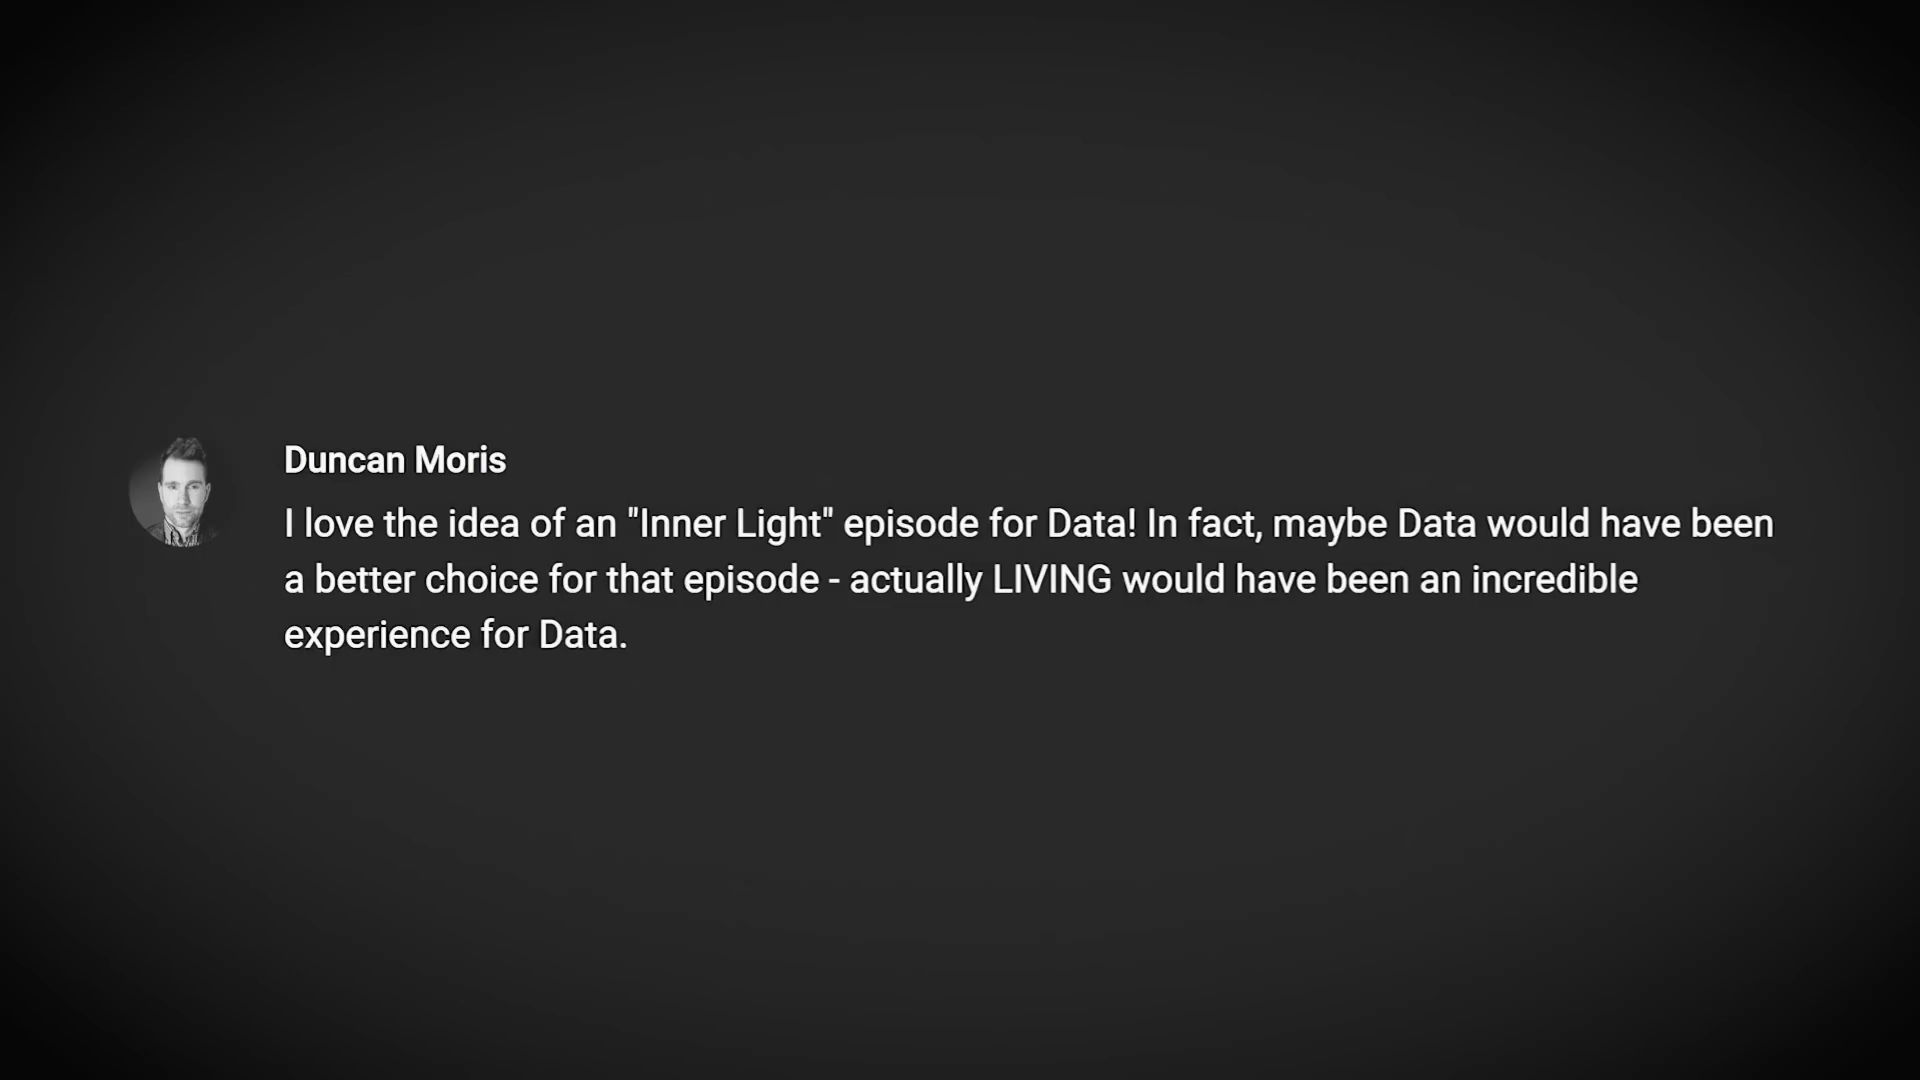 Duncan Moris
I love the idea of an "Inner Light" episode for Data! In fact, maybe Data would have been
a better choice for that episode - actually LIVING would have been an incredible
experience for Data.